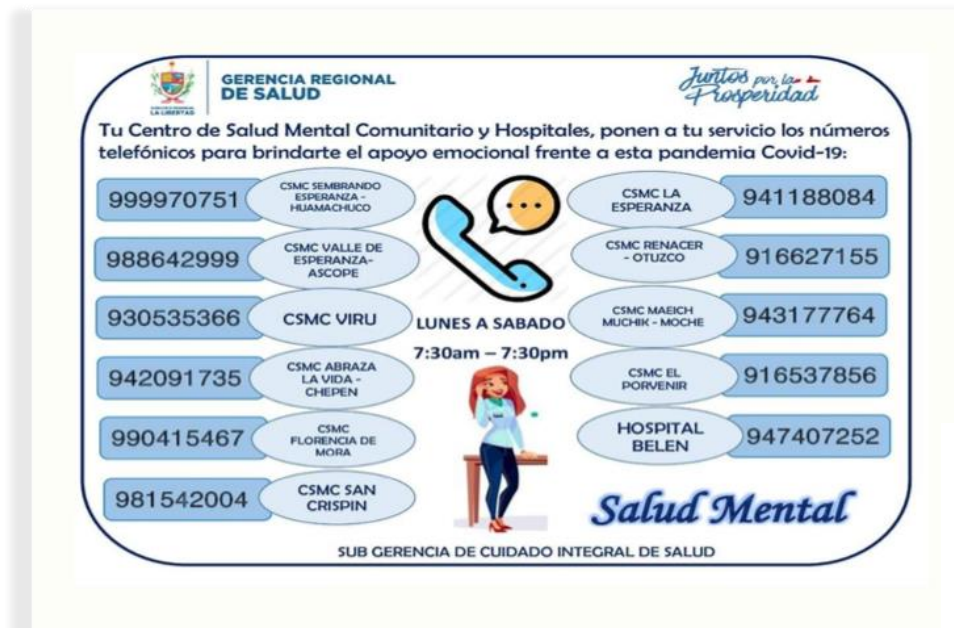 GERENCIA REGIONAL
DE SALUD
LA LIBERTAD
Juntos por la
Prosperidad
Tu Centro de Salud Mental Comunitario y Hospitales, ponen a tu servicio los números
telefónicos para brindarte el apoyo emocional frente a esta pandemia Covid-19:
999970751
CSMC SEMBRANDO
ESPERANZA -
HUAMACHUCO
988642999
CSMC VALLE DE
ESPERANZA-
ASCOPE
930535366
CSMC VIRU
942091735
CSMC ABRAZA
LA VIDA -
CHEPEN
990415467
CSMC
FLORENCIA DE
MORA
981542004
CSMC SAN
CRISPIN
LUNES A SABADO
7:30am – 7:30pm
CSMC LA
ESPERANZA
941188084
CSMC RENACER
- OTUZCO
916627155
CSMC MAEICH
MUCHIK - MOCHE
943177764
CSMC EL
PORVENIR
916537856
HOSPITAL
BELEN
947407252
Salud Mental
SUB GERENCIA DE CUIDADO INTEGRAL DE SALUD